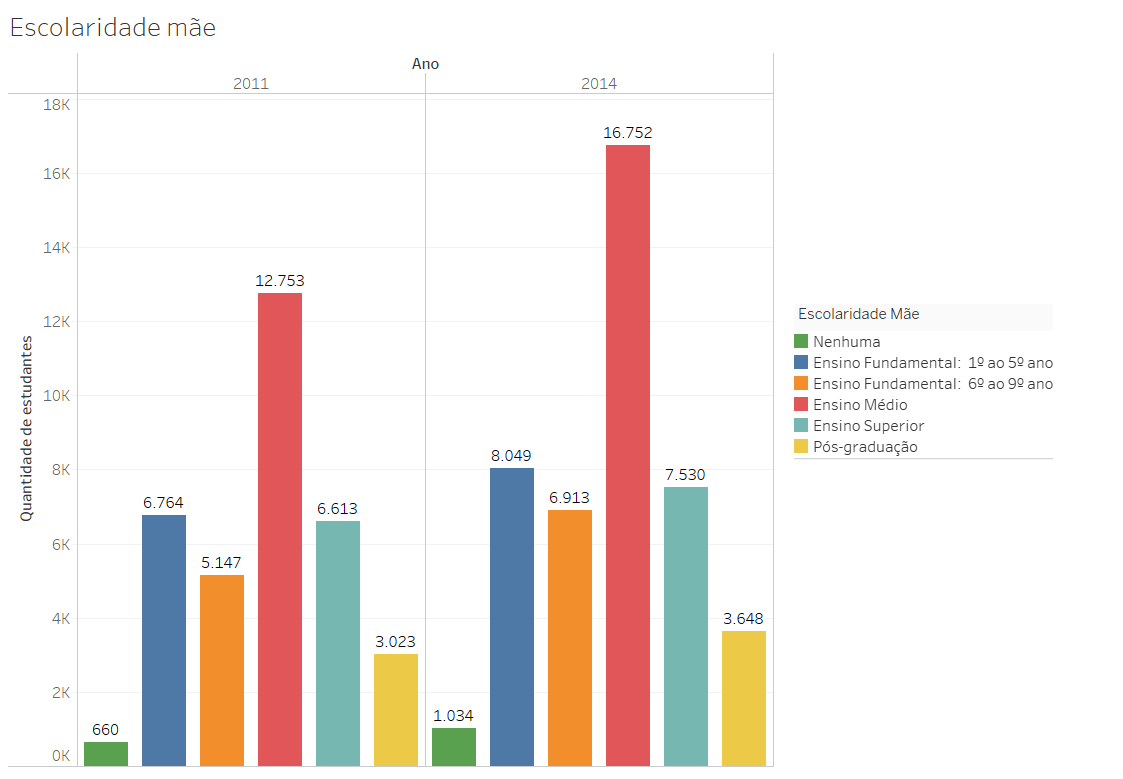 Escolaridade mãe
Ano
2011
2014
18K
16K
14K
12K
10K
8K
6K
4K
2K
0K
Quantidade de estudantes
660
6.764
5.147
12.753
6.613
3.023
1.034
8.049
6.913
16.752
7.530
3.648
Escolaridade Mãe
Nenhuma
Ensino Fundamental: 1º ao 5º ano
Ensino Fundamental: 6º ao 9º ano
Ensino Médio
Ensino Superior
Pós-graduação